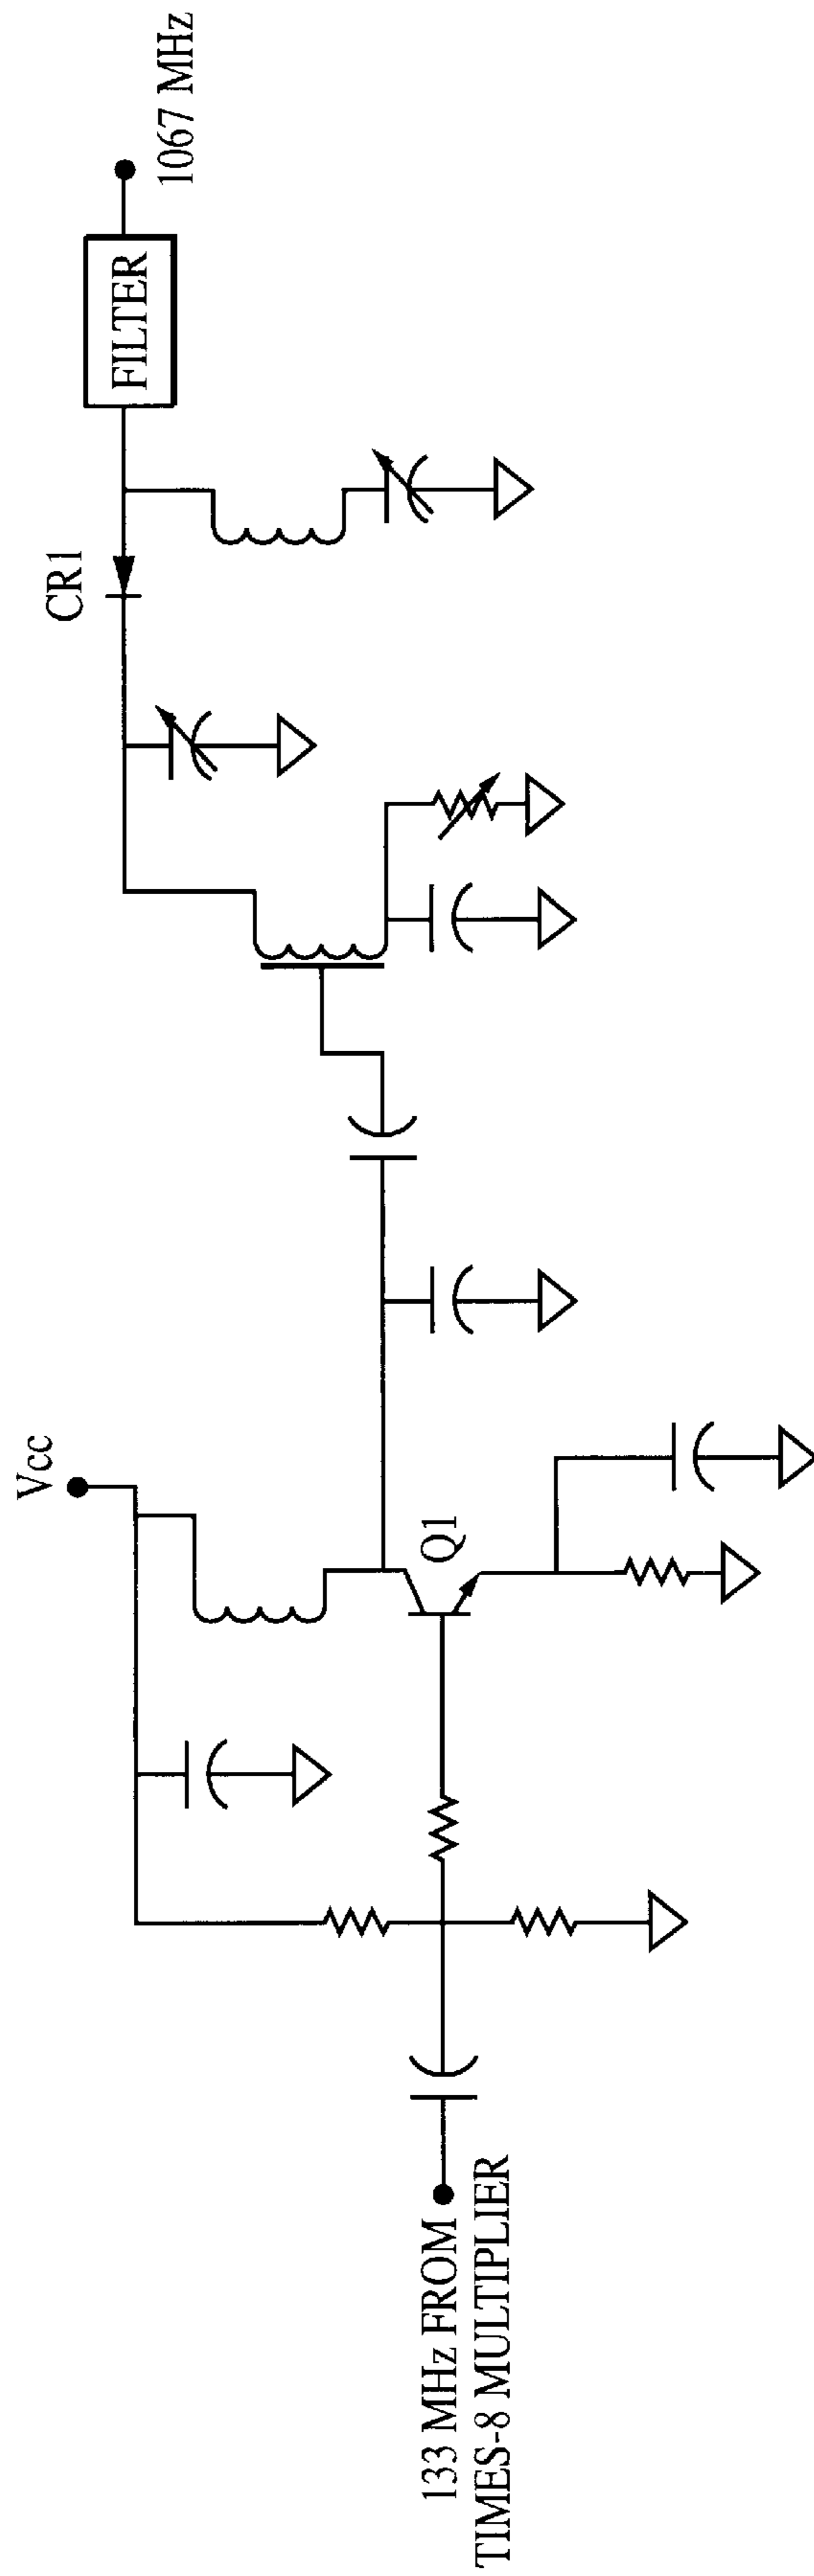 133 MHz FROM
TIMES-8 MULTIPLIER
Vcc
Q1
CR1
FILTER
1067 MHz